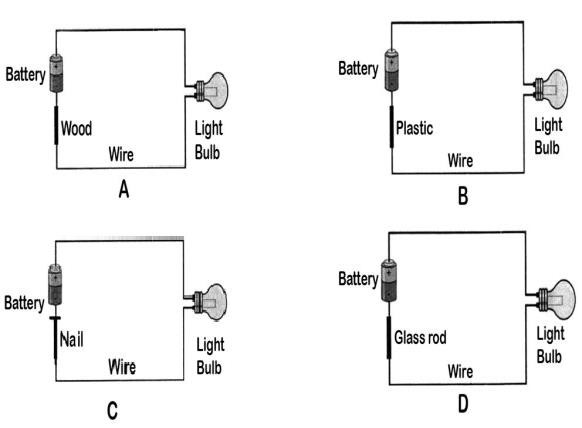 Battery
+
Wood
Light
Bulb
Wire
A
Battery
+
Plastic
Light
Bulb
Wire
B
Battery
+
Nail
Light
Bulb
Wire
C
Battery
+
Glass rod
Light
Bulb
Wire
D